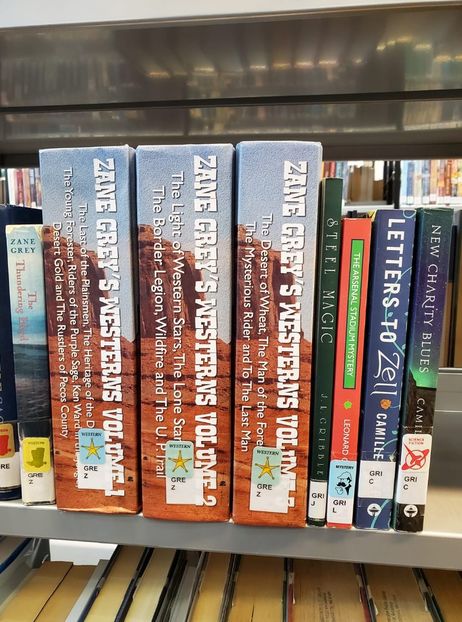 ZANE
GREY
The
Thundering
GRE
Z
ZANE GREY'S WESTERNS VOLUME 1
The Last of the Plainsmen, The Heritage of the D
The Young Forester, Riders of the Purple Sage, Ken Ward
Desert Gold and The Rustlers of Pecos County
WESTERN
GRE
Z
ZANE GREY'S WESTERNS VOLUME 2
The Light of Western Stars, The Lone Sta
The Border Legion, Wildfire and The U. P. Trail
WESTERN
GRE
Z
ZANE GREY'S WESTERNS VOLUME
The Desert of Wheat, The Man of the Fore
The Mysterious Rider and To The Last Man
WESTERN
GRE
Z
STEEL MAGIC
J. L. GRIBBLE
GRI
J
THE ARSENAL STADIUM MYSTERY
LEONARD G
MYSTERY
GRI
L
LETTERS TO Zell
CAMILLE
GRI
C
NEW CHARITY BLUES
CAMIL
SCIENCE
FICTION
GRI
C